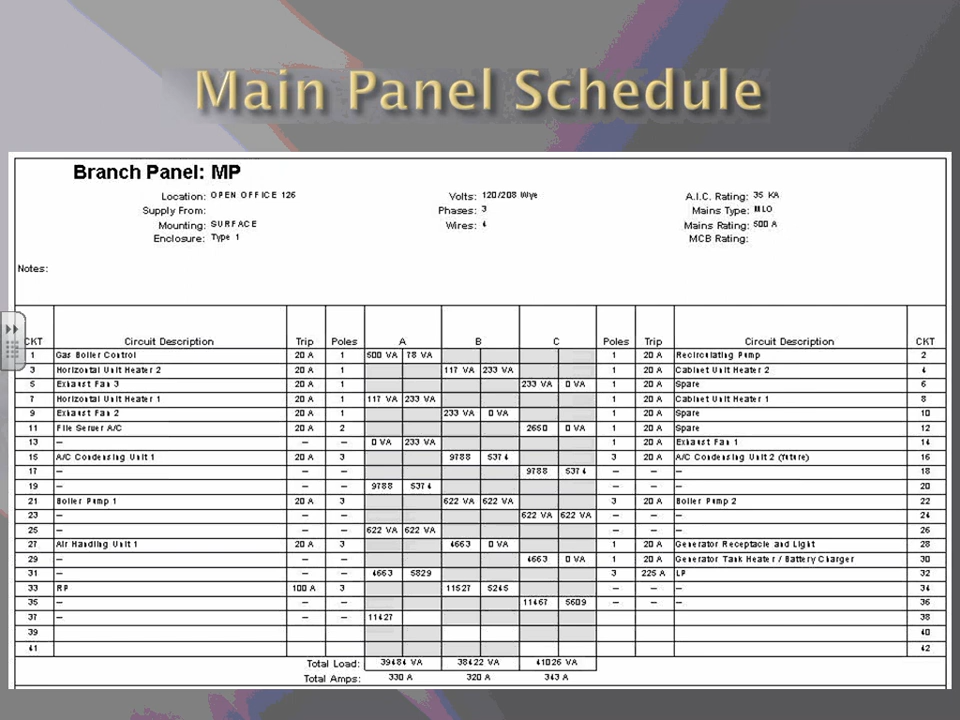 Main Panel Schedule
Branch Panel: MP
Location: OPEN OFFICE 126 Volts: 120/208 Wye A.I.C. Rating: 35 KA
Supply From: Phases: 3 Mains Type: MLO
Mounting: SURFACE Wires: 4 Mains Rating: 500 A
Enclosure: Type 1 MCB Rating:
Notes:
CKT Circuit Description Trip Poles A B C Poles Trip Circuit Description CKT
1 Gas Boiler Control 20 A 1 500 VA 78 VA 1 20 A Recirculating Pump 2
3 Horizontal Unit Heater 2 20 A 1 117 VA 233 VA 1 20 A Cabinet Unit Heater 2 4
5 Exhaust Fan 3 20 A 1 233 VA 0 VA 1 20 A Spare 6
7 Horizontal Unit Heater 1 20 A 1 117 VA 233 VA 1 20 A Cabinet Unit Heater 1 8
9 Exhaust Fan 2 20 A 1 233 VA 0 VA 1 20 A Spare 10
11 File Server A/C 20 A 2 2650 0 VA 1 20 A Spare 12
13 -- -- -- 0 VA 233 VA 1 20 A Exhaust Fan 1 14
15 A/C Condensing Unit 1 20 A 3 9788 5374 3 20 A A/C Condensing Unit 2 (future) 16
17 -- -- -- 9788 5374 -- -- -- 18
19 -- -- -- 9788 5374 -- -- -- 20
21 Boiler Pump 1 20 A 3 622 VA 622 VA 3 20 A Boiler Pump 2 22
23 -- -- -- 622 VA 622 VA -- -- -- 24
25 -- -- -- 622 VA 622 VA -- -- -- 26
27 Air Handling Unit 1 20 A 3 4663 0 VA 1 20 A Generator Receptacle and Light 28
29 -- -- -- 4663 0 VA 1 20 A Generator Tank Heater / Battery Charger 30
31 -- -- -- 4663 5829 3 225 A LP 32
33 RP 100 A 3 11527 5245 -- -- -- 34
35 -- -- -- 11467 5609 -- -- -- 36
37 -- -- -- 11427 38
39 40
41 42
Total Load: 39484 VA 38422 VA 41026 VA
Total Amps: 330 A 320 A 343 A